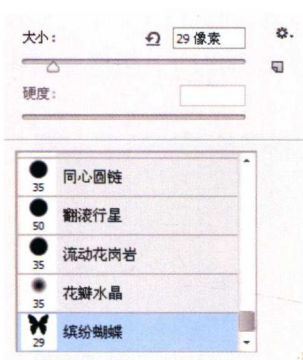 大小：
29 像素
硬度：
35
同心圆链
50
翻滚行星
35
流动花岗岩
35
花瓣水晶
29
缤纷蝴蝶